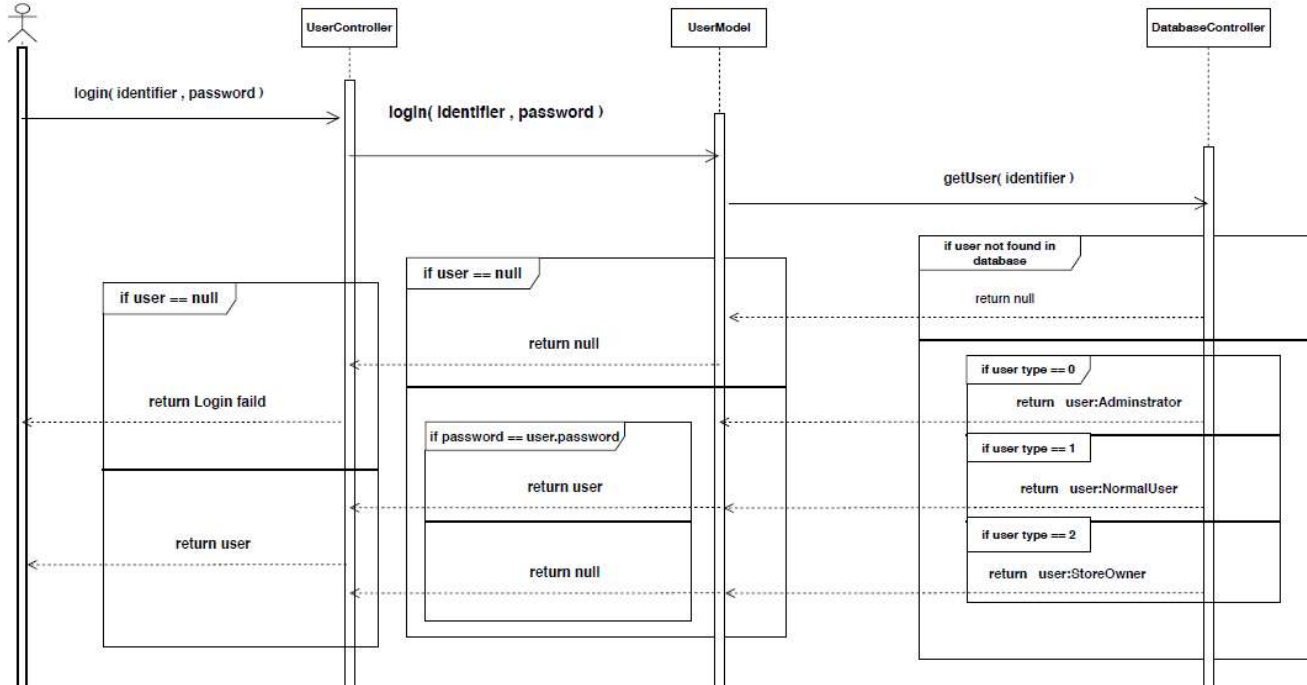 UserController
UserModel
DatabaseController
login( identifier , password )
login( identifier , password )
getUser( identifier )
if user not found in
database
return null
if user == null
return null
if user == null
return Login faild
if user type == 0
return user:Adminstrator
if password == user.password
if user type == 1
return user
return user:NormalUser
return user
if user type == 2
return null
return user:StoreOwner